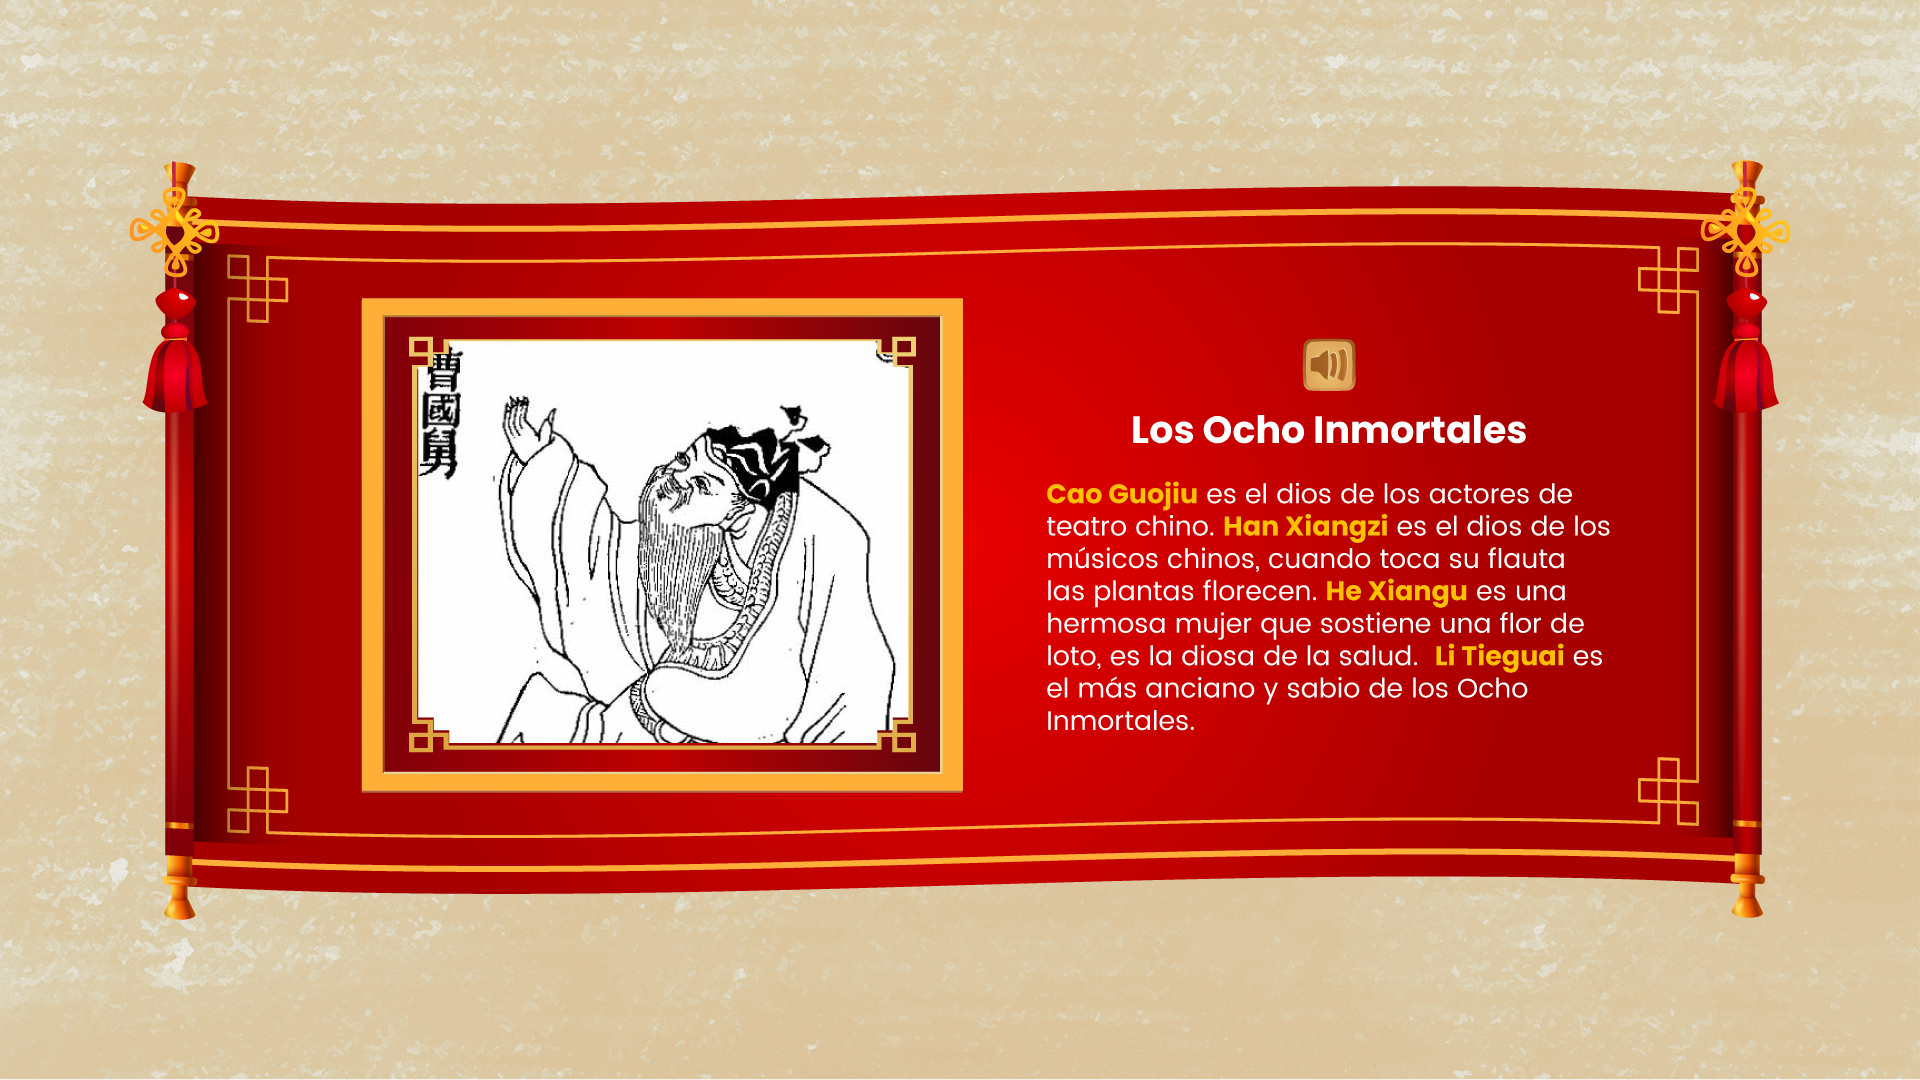 曹國舅
Los Ocho Inmortales
Cao Guojiu es el dios de los actores de
teatro chino. Han Xiangzi es el dios de los
músicos chinos, cuando toca su flauta
las plantas florecen. He Xiangu es una
hermosa mujer que sostiene una flor de
loto, es la diosa de la salud. Li Tieguai es
el más anciano y sabio de los Ocho
Inmortales.